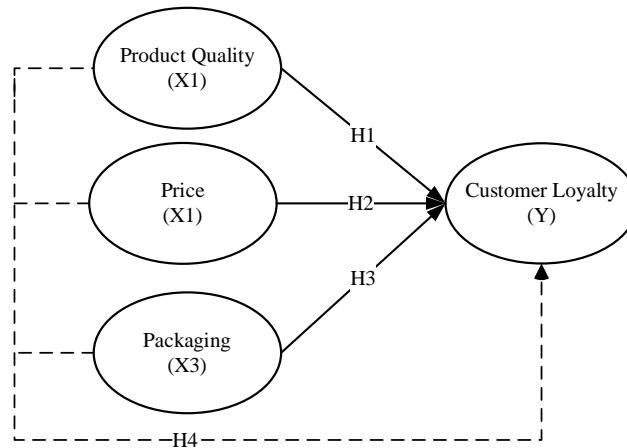 Product Quality
(X1)
H1
Price
(X1)
H2
Customer Loyalty
(Y)
H3
Packaging
(X3)
H4